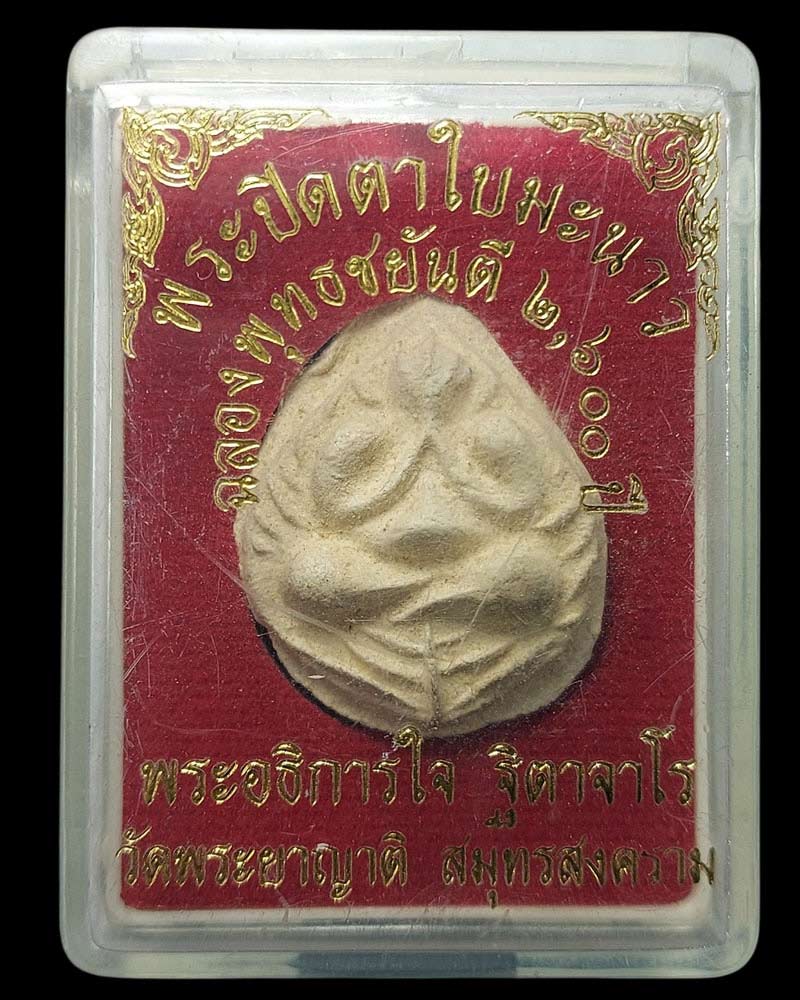 พระปิดตาใบมะนาว
ฉลองพุทธชยันตี ๒,๖๐๐ ปี
พระอธิการใจ ฐิตาจาโร
วัดพระยาญาติ สมุทรสงคราม